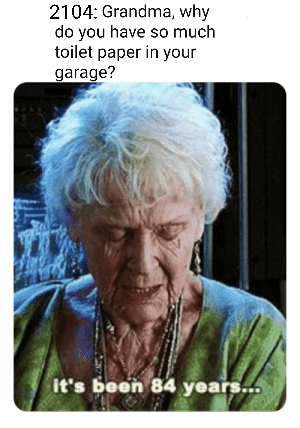 2104: Grandma, why
do you have so much
toilet paper in your
garage?
it's been 84 years...